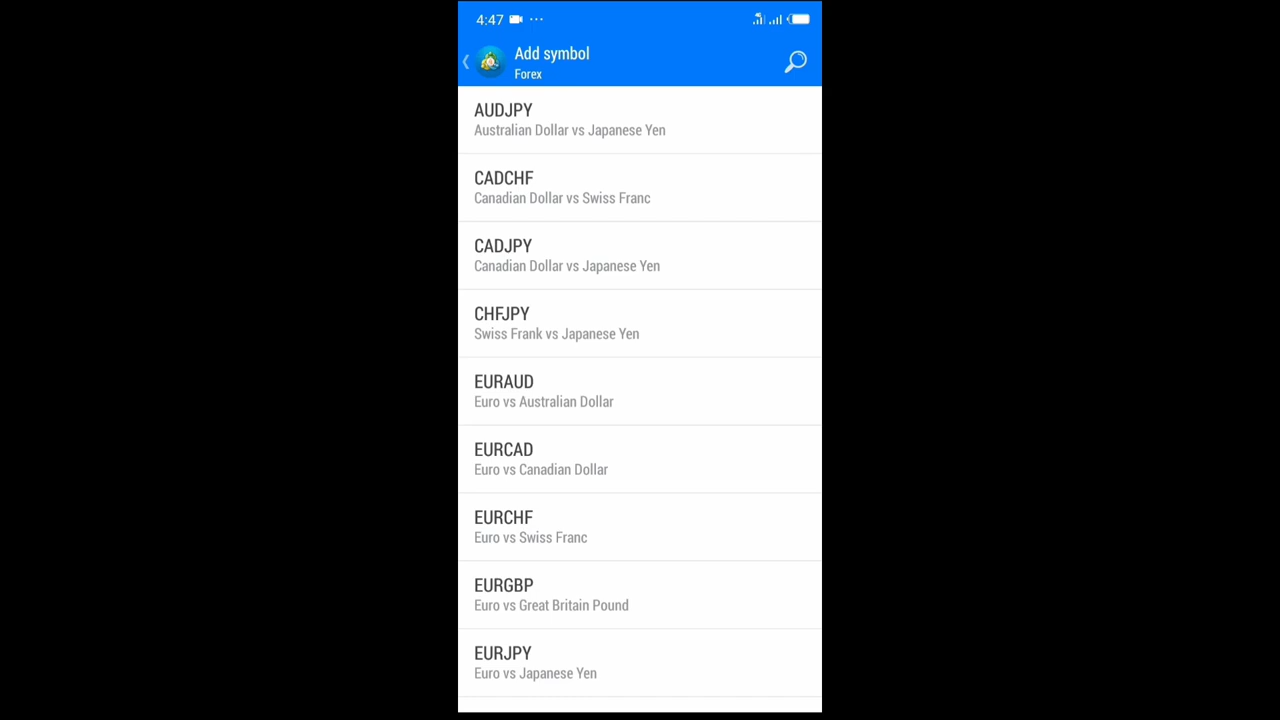 4:47 ...
Add symbol
Forex
AUDJPY
Australian Dollar vs Japanese Yen
CADCHF
Canadian Dollar vs Swiss Franc
CADJPY
Canadian Dollar vs Japanese Yen
CHFJPY
Swiss Frank vs Japanese Yen
EURAUD
Euro vs Australian Dollar
EURCAD
Euro vs Canadian Dollar
EURCHF
Euro vs Swiss Franc
EURGBP
Euro vs Great Britain Pound
EURJPY
Euro vs Japanese Yen